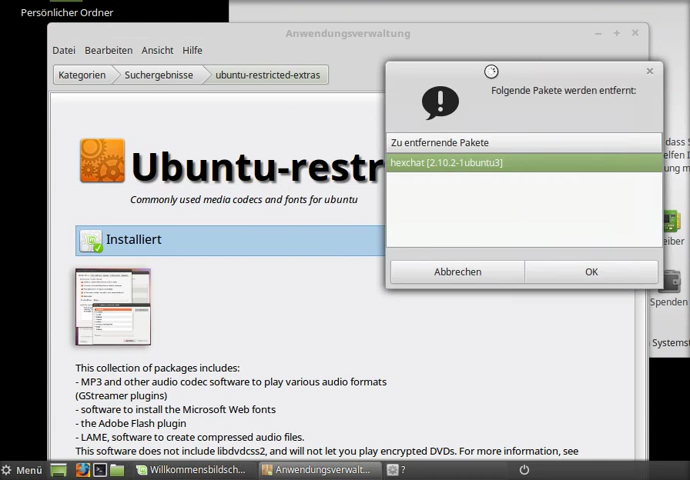 Persönlicher Ordner
Anwendungsverwaltung
Datei Bearbeiten Ansicht Hilfe
Kategorien Suchergebnisse ubuntu-restricted-extras
Folgende Pakete werden entfernt:
Zu entfernende Pakete
hexchat [2.10.2-1ubuntu3]
Abbrechen OK
Ubuntu-restr
Commonly used media codecs and fonts for ubuntu
Installiert
This collection of packages includes:
- MP3 and other audio codec software to play various audio formats
(GStreamer plugins)
- software to install the Microsoft Web fonts
- the Adobe Flash plugin
- LAME, software to create compressed audio files.
This software does not include libdvdcss2, and will not let you play encrypted DVDs. For more information, see
dass S
elfen I
ung m
eiber
Spenden
Systemst
Menü Willkommensbildsch... Anwendungsverwalt... ?